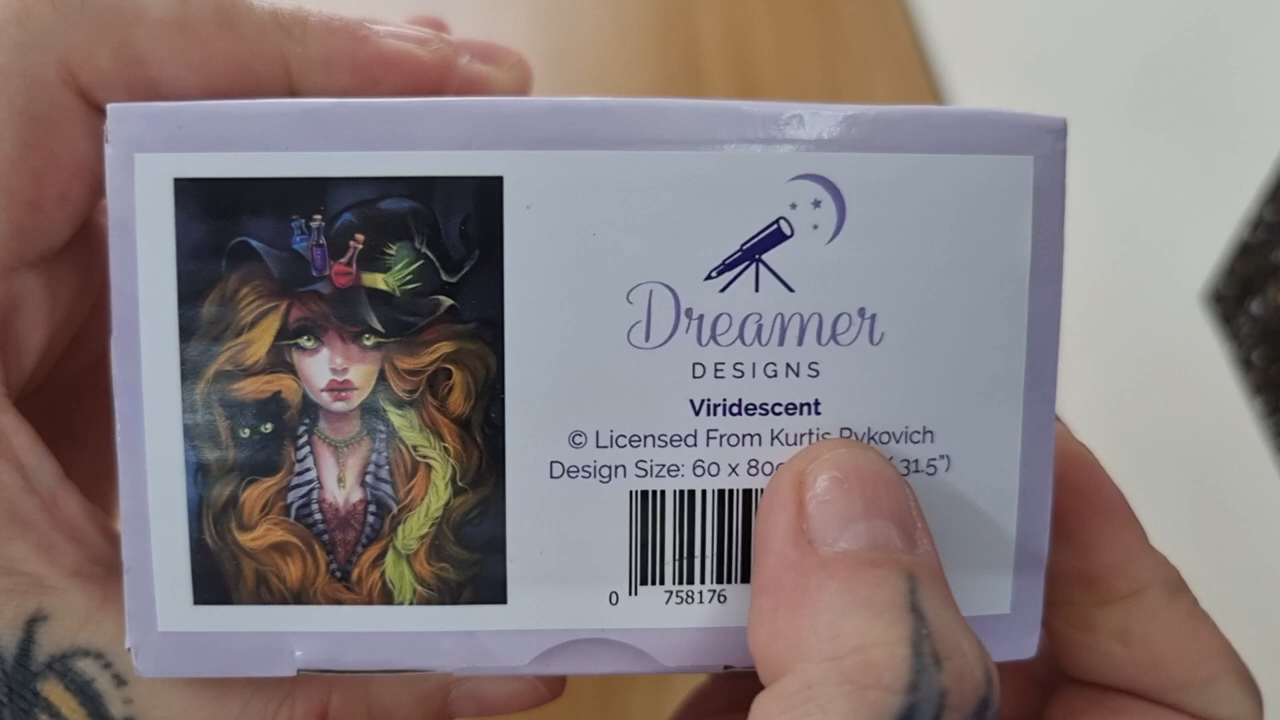 Dreamer
DESIGNS
Viridescent
© Licensed From Kurtis Rykovich
Design Size: 60 x 80 31.5")
0 758176